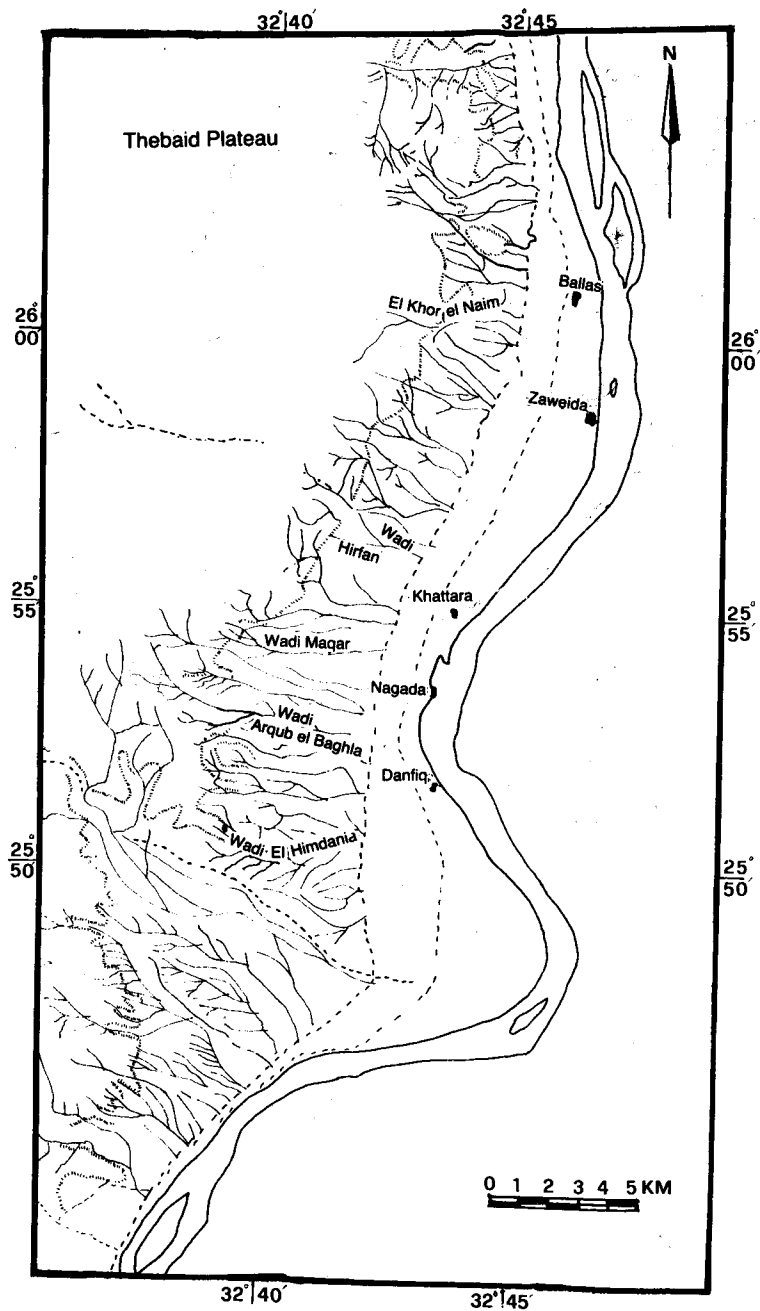 32°40′ 32°45′
N
Thebaid Plateau
Ballas
El Khor el Naim
26°
00′
26°
00′
Zaweida
Wadi
Hirfan
25°
55′
Khattara
25°
55′
Wadi Maqar
Nagada
Wadi
Arqub el Baghla
Danfiq
Wadi El Himdania
25°
50′
25°
50′
0 1 2 3 4 5 KM
32°40′ 32°45′